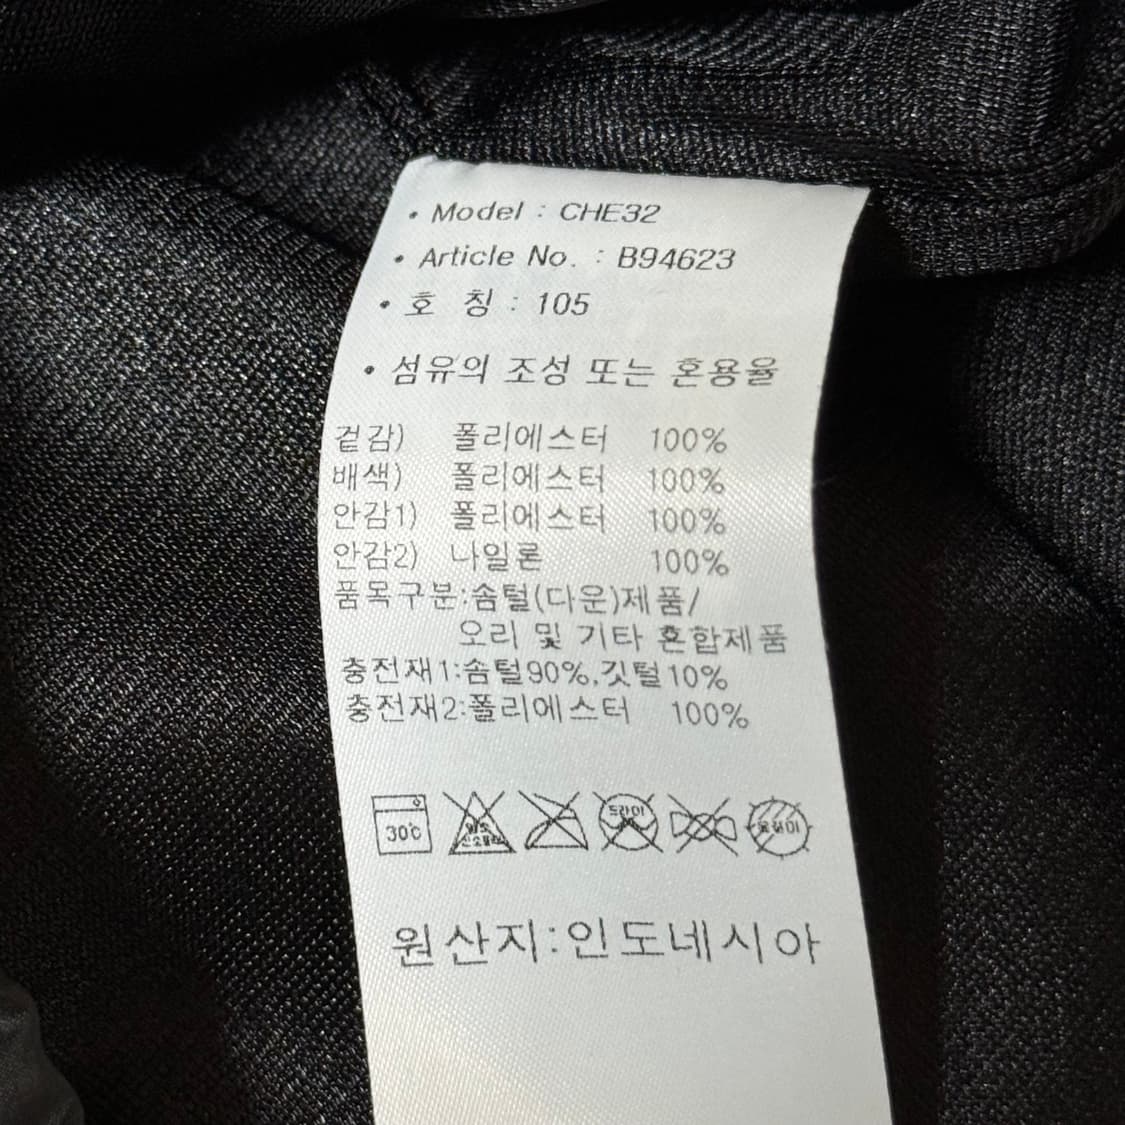 • Model : CHE32
• Article No. : B94623
• 호 칭 : 105
• 섬유의 조성 또는 혼용율
겉감) 폴리에스터 100%
배색) 폴리에스터 100%
안감1) 폴리에스터 100%
안감2) 나일론 100%
품목구분:솜털(다운)제품/
오리 및 기타 혼합제품
충전재1:솜털90%,깃털10%
충전재2:폴리에스터 100%
30℃ 드라이
원산지:인도네시아